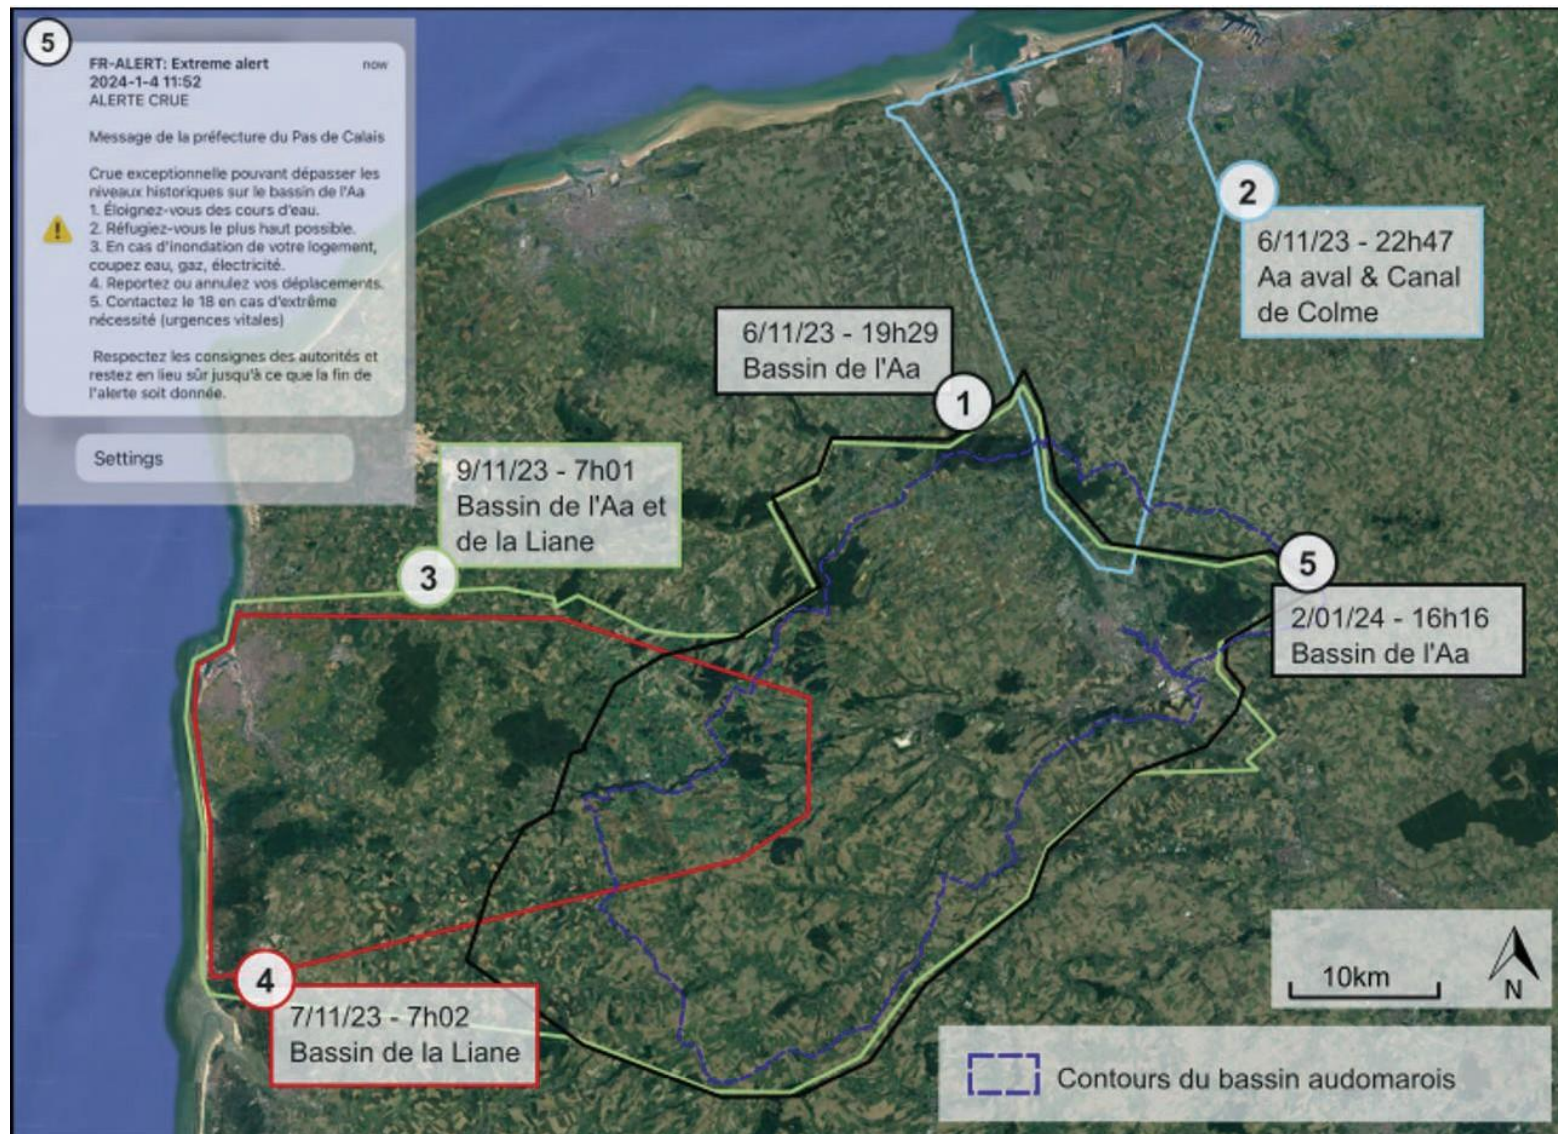 5
FR-ALERT: Extreme alert
now
2024-1-4 11:52
ALERTE CRUE
Message de la préfecture du Pas de Calais
Crue exceptionnelle pouvant dépasser les
niveaux historiques sur le bassin de l'Aa
1. Éloignez-vous des cours d'eau.
2. Réfugiez-vous le plus haut possible.
3. En cas d'inondation de votre logement,
coupez eau, gaz, électricité.
4. Reportez ou annulez vos déplacements.
5. Contactez le 18 en cas d'extrême
nécessité (urgences vitales)
Respectez les consignes des autorités et
restez en lieu sûr jusqu'à ce que la fin de
l'alerte soit donnée.
Settings
2
6/11/23 - 22h47
Aa aval & Canal
de Colme
6/11/23 - 19h29
Bassin de l'Aa
1
9/11/23 - 7h01
Bassin de l'Aa et
de la Liane
3
5
2/01/24 - 16h16
Bassin de l'Aa
4
7/11/23 - 7h02
Bassin de la Liane
10km
N
Contours du bassin audomarois